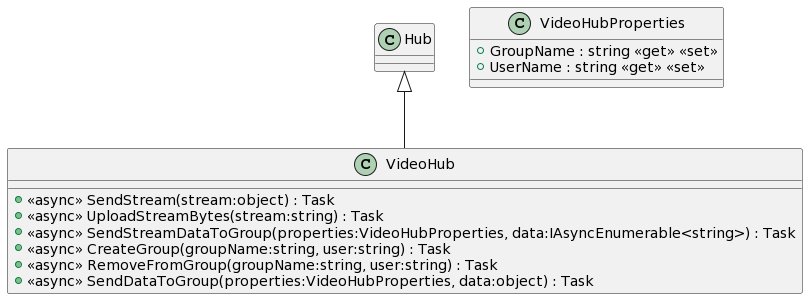 C Hub
C VideoHubProperties
GroupName : string «get» «set»
UserName : string «get» «set»
C VideoHub
«async» SendStream(stream:object) : Task
«async» UploadStreamBytes(stream:string) : Task
«async» SendStreamDataToGroup(properties:VideoHubProperties, data:IAsyncEnumerable<string>) : Task
«async» CreateGroup(groupName:string, user:string) : Task
«async» RemoveFromGroup(groupName:string, user:string) : Task
«async» SendDataToGroup(properties:VideoHubProperties, data:object) : Task